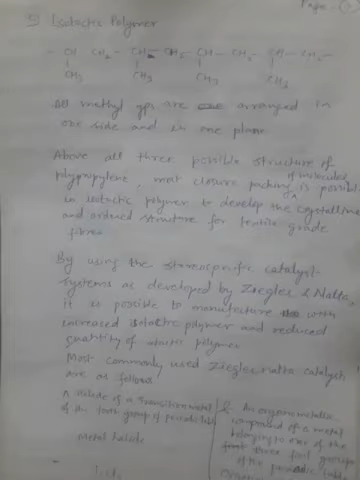 Page
5) Isotactic Polymer
- CH CH2 - CH - CH2 - CH - CH2 - CH - CH2 -
CH3 CH3 CH3 CH3
All methyl gps are arranged in
one side and in one plane
Above all three possible structure of
polypropylene, most closure packing of molecules is possible
in isotactic polymer to develop the crystalline
and ordered structure for textile grade
fibres
By using the stereospecific catalyst
systems as developed by Ziegler & Natta,
it is possible to manufacture with
increased isotactic polymer and reduced
quantity of atactic polymer
Most commonly used Ziegler natta catalyst
are as follows
A halide of a transition metal
of the group of periodic table
Metal halide
& An organometallic
compound of a metal
belonging to one of the
three groups
of the periodic table